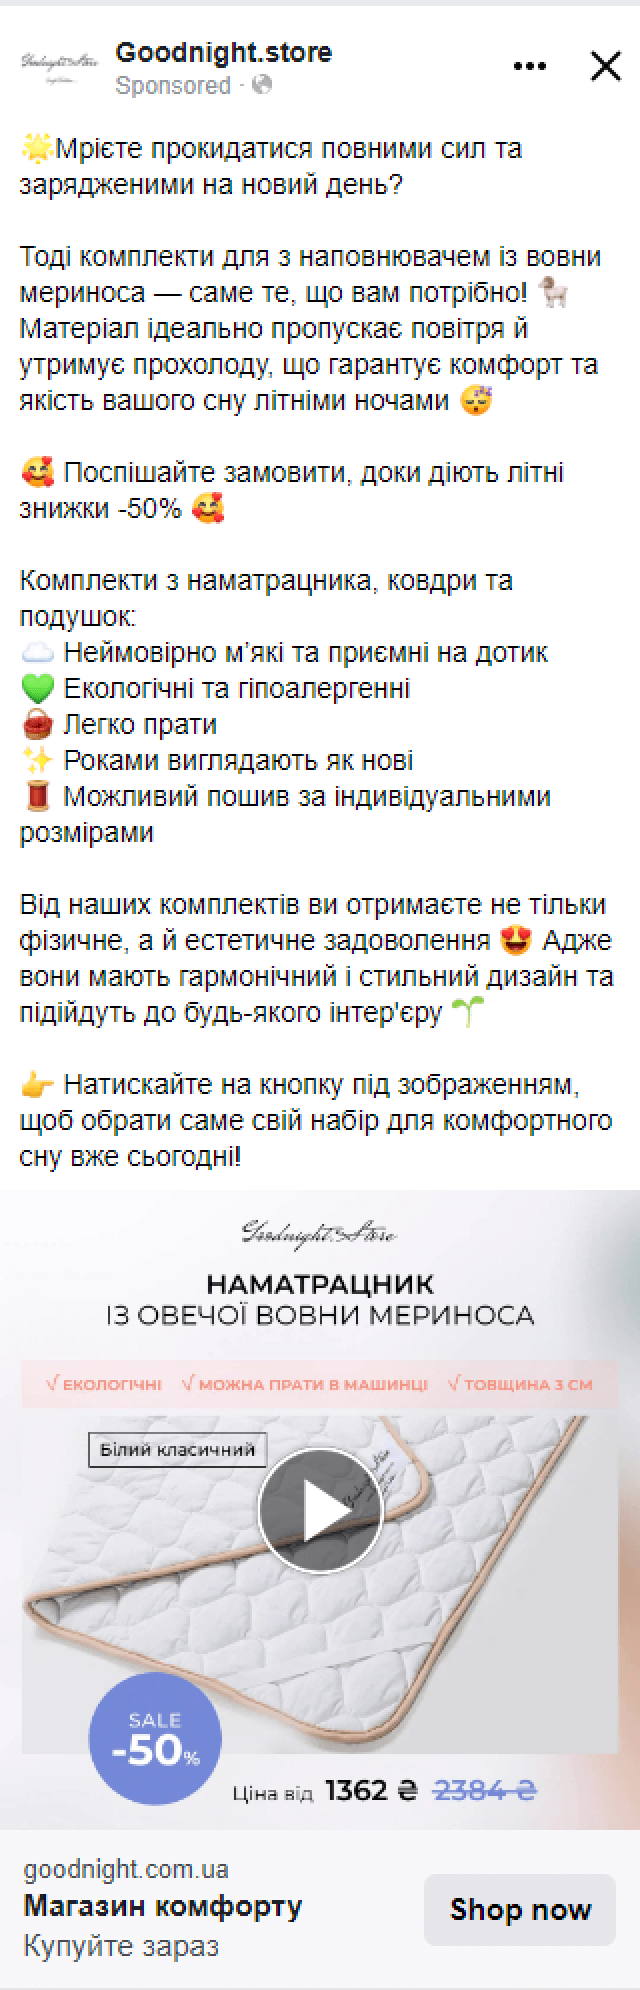 Goodnight.store
Sponsored ·
🌟Мрієте прокидатися повними сил та
зарядженими на новий день?
Тоді комплекти для з наповнювачем із вовни
мериноса — саме те, що вам потрібно! 🐏
Матеріал ідеально пропускає повітря й
утримує прохолоду, що гарантує комфорт та
якість вашого сну літніми ночами 😴
🥰 Поспішайте замовити, доки діють літні
знижки -50% 🥰
Комплекти з наматрацника, ковдри та
подушок:
☁️ Неймовірно м’які та приємні на дотик
💚 Екологічні та гіпоалергенні
🧺 Легко прати
✨ Роками виглядають як нові
🧵 Можливий пошив за індивідуальними
розмірами
Від наших комплектів ви отримаєте не тільки
фізичне, а й естетичне задоволення 😍 Адже
вони мають гармонічний і стильний дизайн та
підійдуть до будь-якого інтер'єру 🌱
👉 Натискайте на кнопку під зображенням,
щоб обрати саме свій набір для комфортного
сну вже сьогодні!
Goodnight.Store
НАМАТРАЦНИК
ІЗ ОВЕЧОЇ ВОВНИ МЕРИНОСА
√ ЕКОЛОГІЧНІ √ МОЖНА ПРАТИ В МАШИНЦІ √ ТОВЩИНА 3 СМ
Білий класичний
SALE
-50%
Ціна від 1362 ₴ 2384 ₴
goodnight.com.ua
Магазин комфорту
Купуйте зараз
Shop now